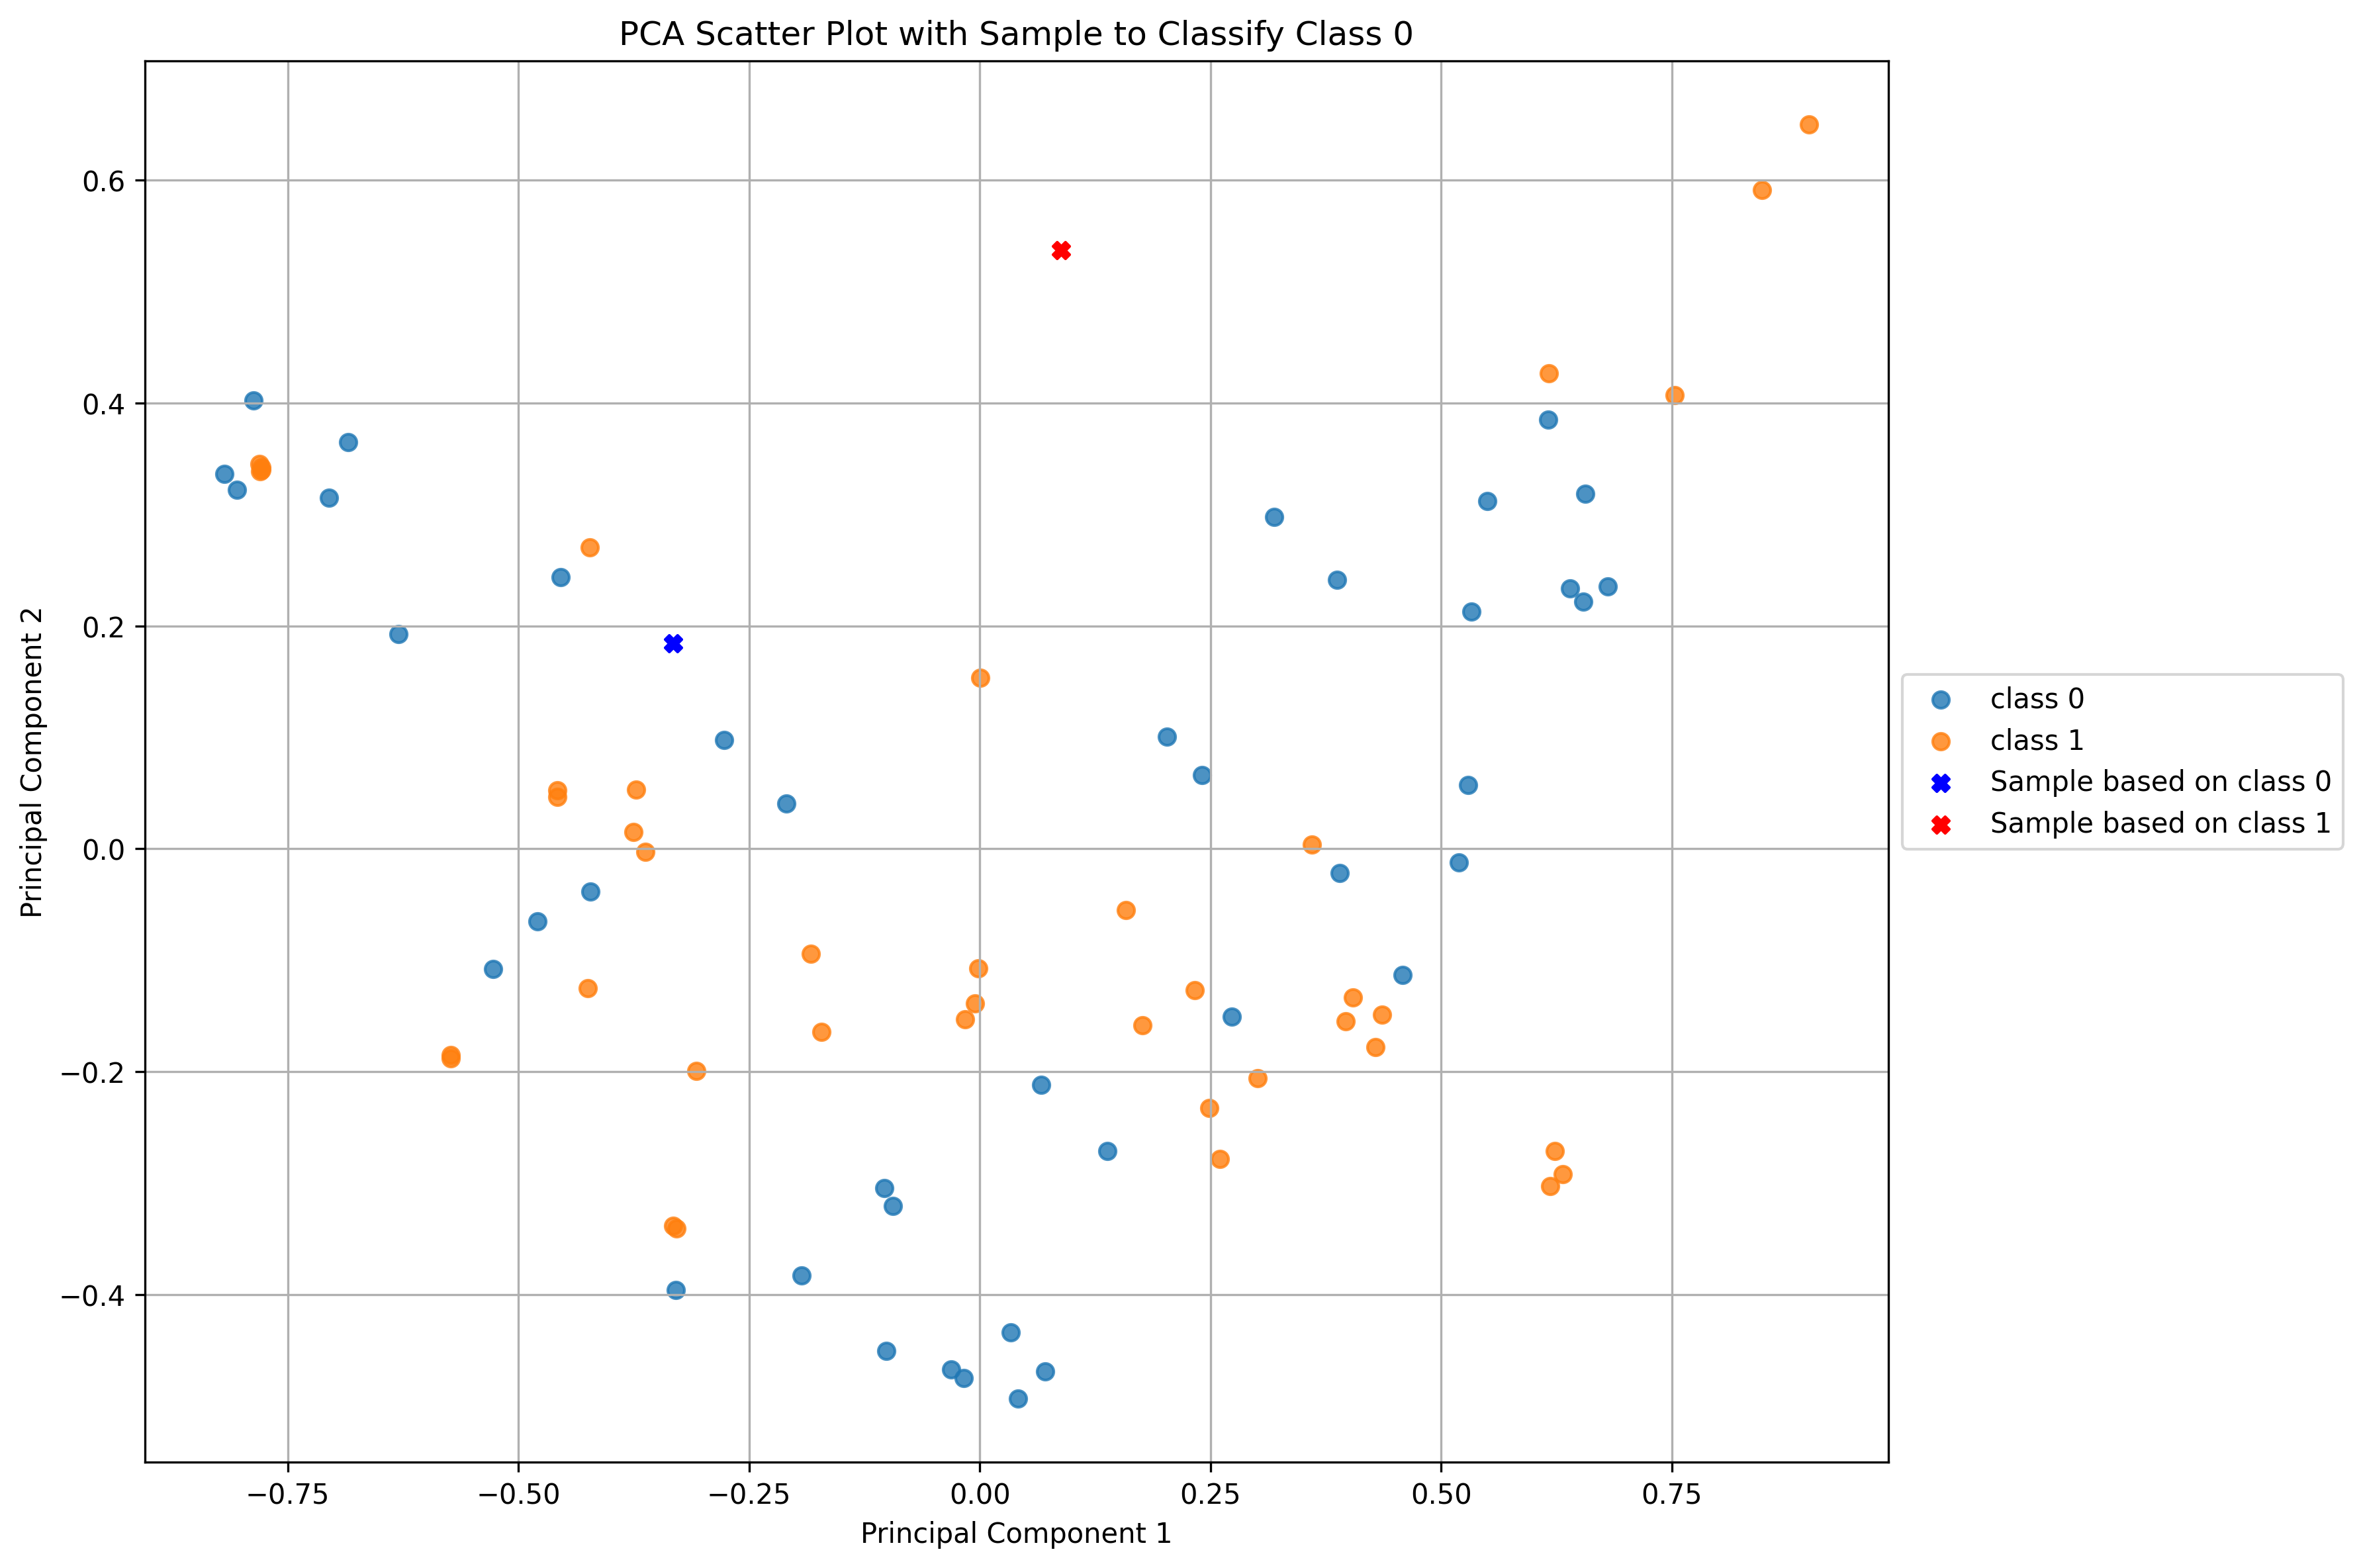 PCA Scatter Plot with Sample to Classify Class 0
Principal Component 2
0.6
0.4
0.2
0.0
−0.2
−0.4
−0.75
−0.50
−0.25
0.00
0.25
0.50
0.75
Principal Component 1
class 0
class 1
Sample based on class 0
Sample based on class 1